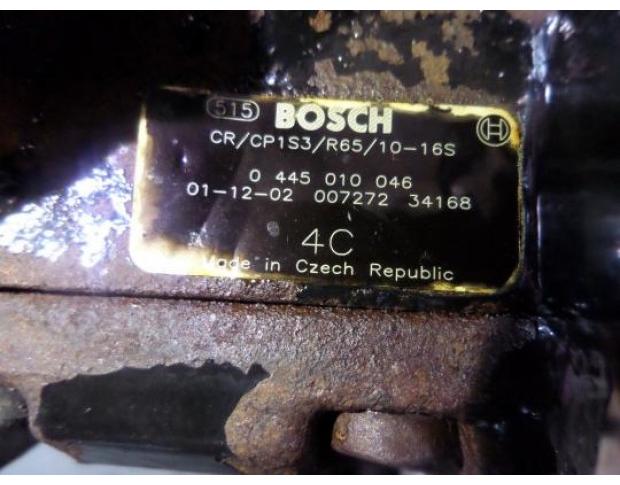 515 BOSCH
CR/CP1S3/R65/10-16S
0 445 010 046
01-12-02 007272 34168
4C
Made in Czech Republic